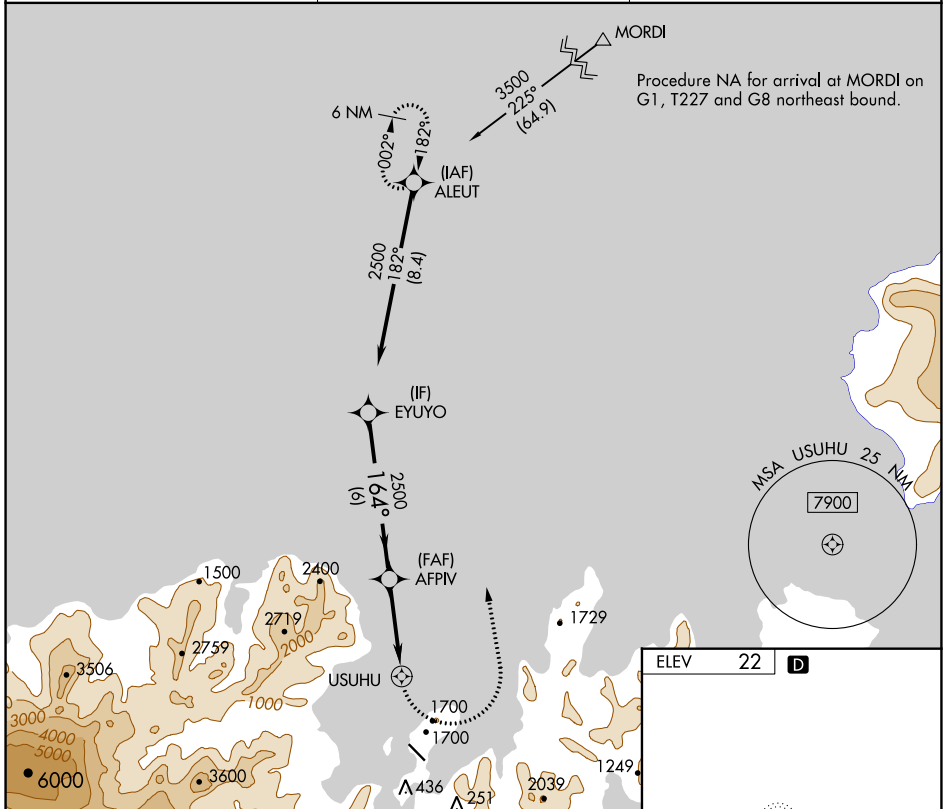 MORDI
Procedure NA for arrival at MORDI on
G1, T227 and G8 northeast bound.
3500
225°
(64.9)
6 NM
002°
182°
(IAF)
ALEUT
2500
182°
(8.4)
(IF)
EYUYO
2500
164°
(6)
MSA USUHU 25 NM
7900
(FAF)
AFPIV
1500
2400
2719
2000
2759
1729
3506
USUHU
1000
ELEV 22 D
3000
4000
5000
1700
1700
6000
3600
436
251
2039
1249